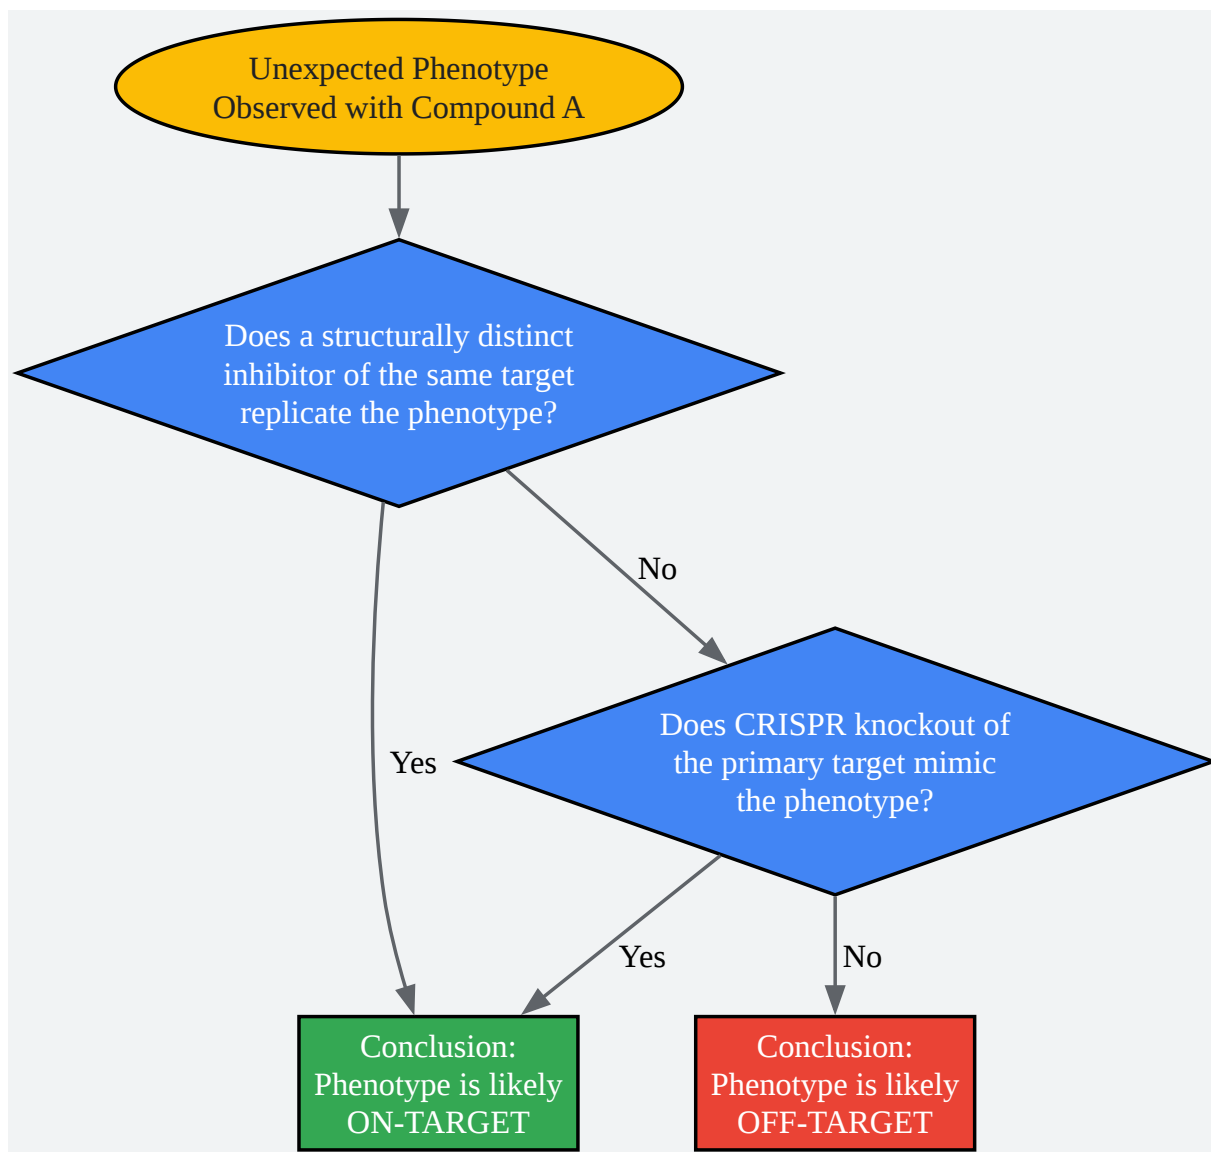 Unexpected Phenotype
Observed with Compound A
Does a structurally distinct
inhibitor of the same target
replicate the phenotype?
No
Does CRISPR knockout of
the primary target mimic
the phenotype?
Yes
Yes
No
Conclusion:
Phenotype is likely
ON-TARGET
Conclusion:
Phenotype is likely
OFF-TARGET